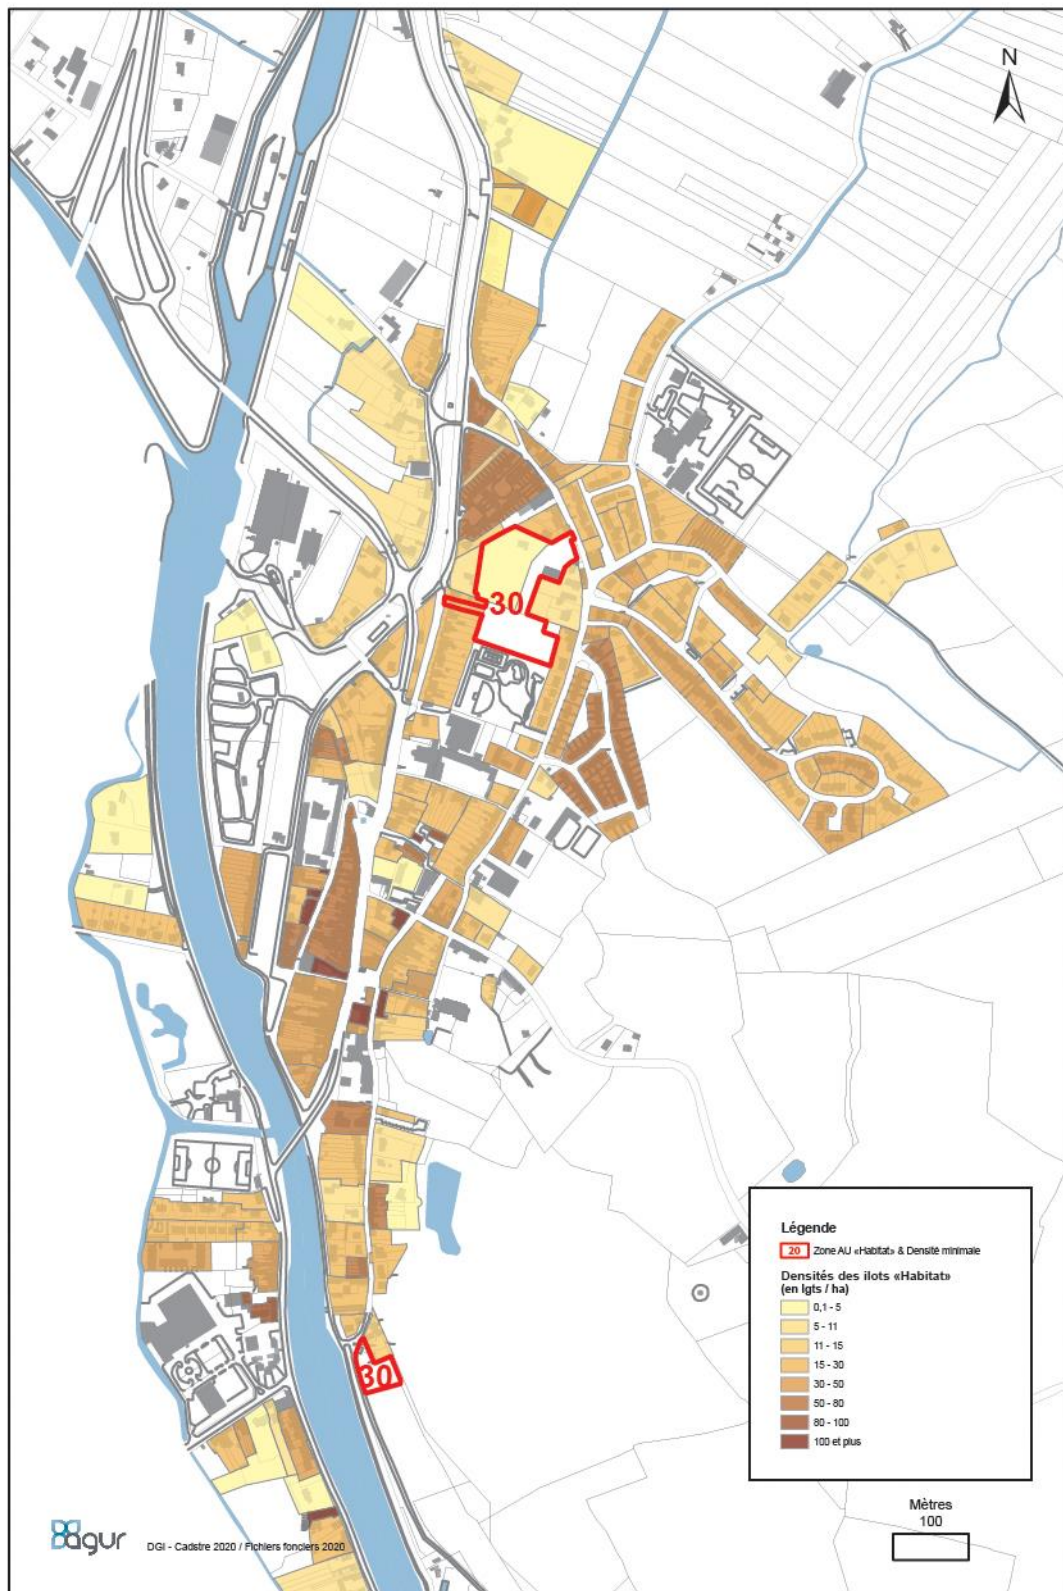 N
30
30
Légende
20 Zone AU «Habitat» & Densité minimale
Densités des ilots «Habitat»
(en lgts / ha)
0,1 - 5
5 - 11
11 - 15
15 - 30
30 - 50
50 - 80
80 - 100
100 et plus
Mètres
100
agur
DGI - Cadstre 2020 / Fichiers fonciers 2020